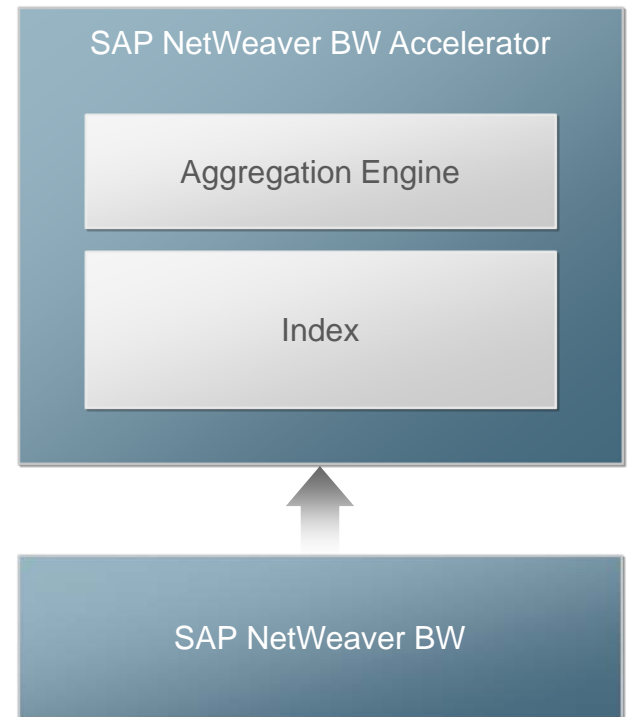 SAP NetWeaver BW Accelerator
Aggregation Engine
Index
SAP NetWeaver BW